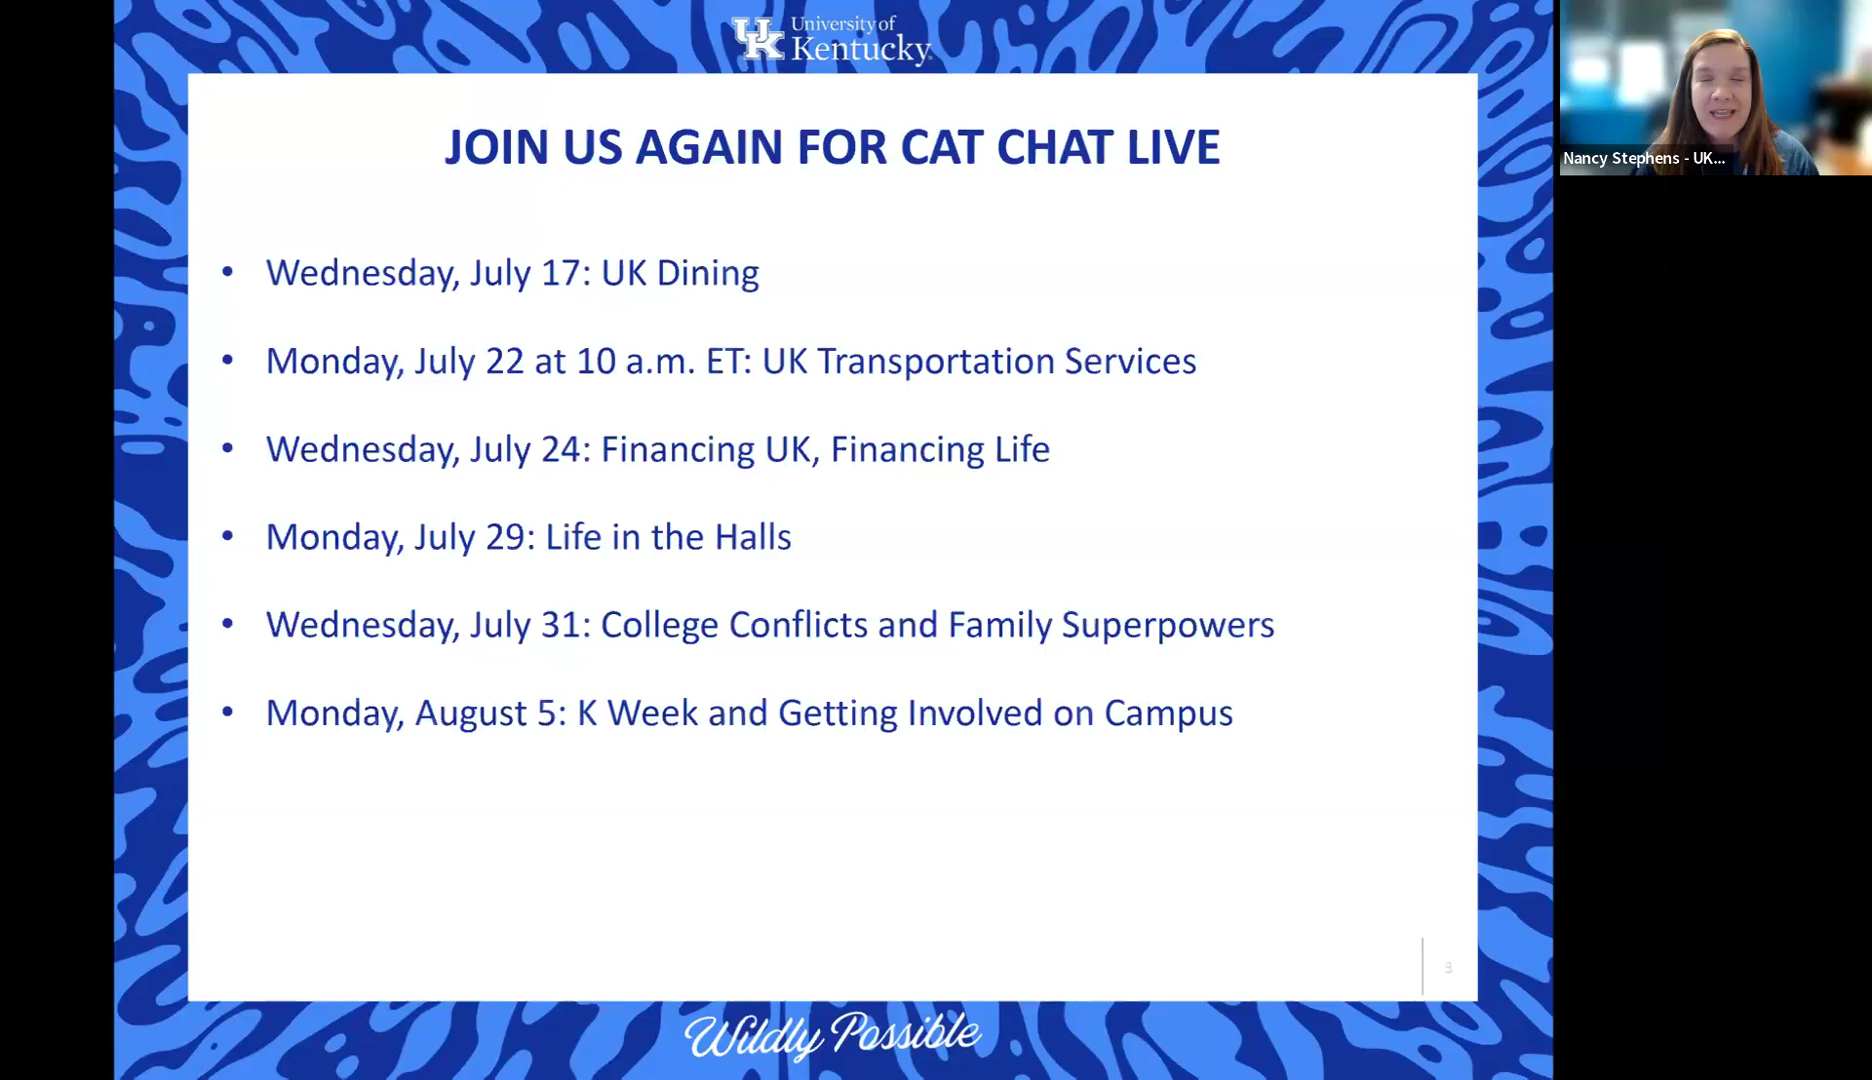 University of
UK Kentucky
JOIN US AGAIN FOR CAT CHAT LIVE
• Wednesday, July 17: UK Dining
• Monday, July 22 at 10 a.m. ET: UK Transportation Services
• Wednesday, July 24: Financing UK, Financing Life
• Monday, July 29: Life in the Halls
• Wednesday, July 31: College Conflicts and Family Superpowers
• Monday, August 5: K Week and Getting Involved on Campus
3
Wildly Possible
Nancy Stephens - UK...